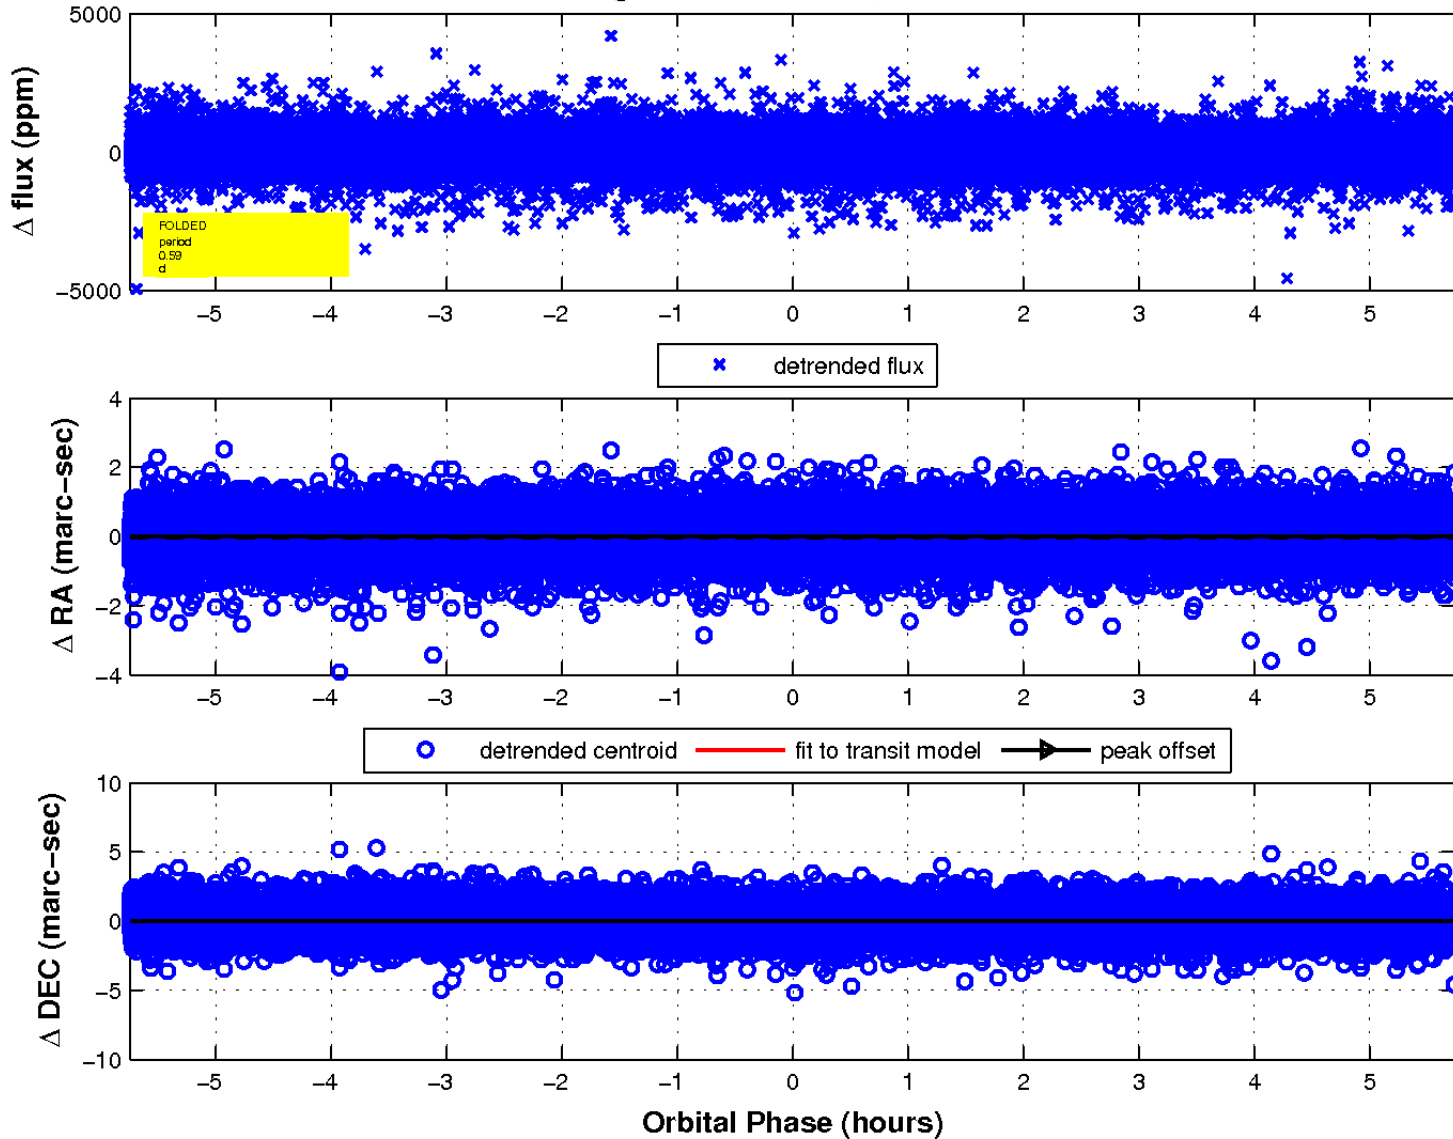 5000
0
−5000
Δ flux (ppm)
FOLDED
period
0.59
d
−5 −4 −3 −2 −1 0 1 2 3 4 5
detrended flux
4
2
0
−2
−4
Δ RA (marc−sec)
−5 −4 −3 −2 −1 0 1 2 3 4 5
detrended centroid fit to transit model peak offset
10
5
0
−5
−10
Δ DEC (marc−sec)
−5 −4 −3 −2 −1 0 1 2 3 4 5
Orbital Phase (hours)